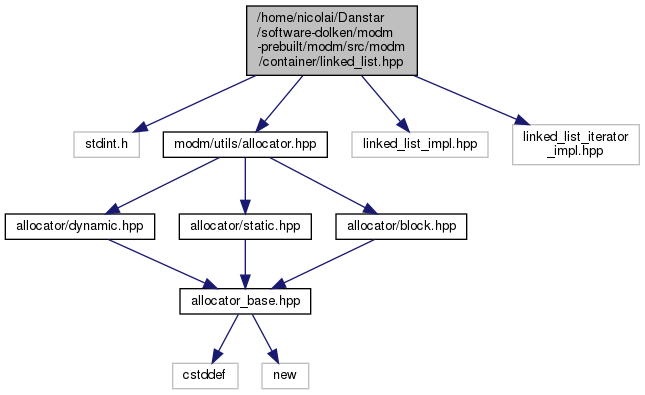 /home/nicolai/Danstar
/software-dolken/modm
-prebuilt/modm/src/modm
/container/linked_list.hpp
stdint.h
modm/utils/allocator.hpp
linked_list_impl.hpp
linked_list_iterator
_impl.hpp
allocator/dynamic.hpp
allocator/static.hpp
allocator/block.hpp
allocator_base.hpp
cstddef
new